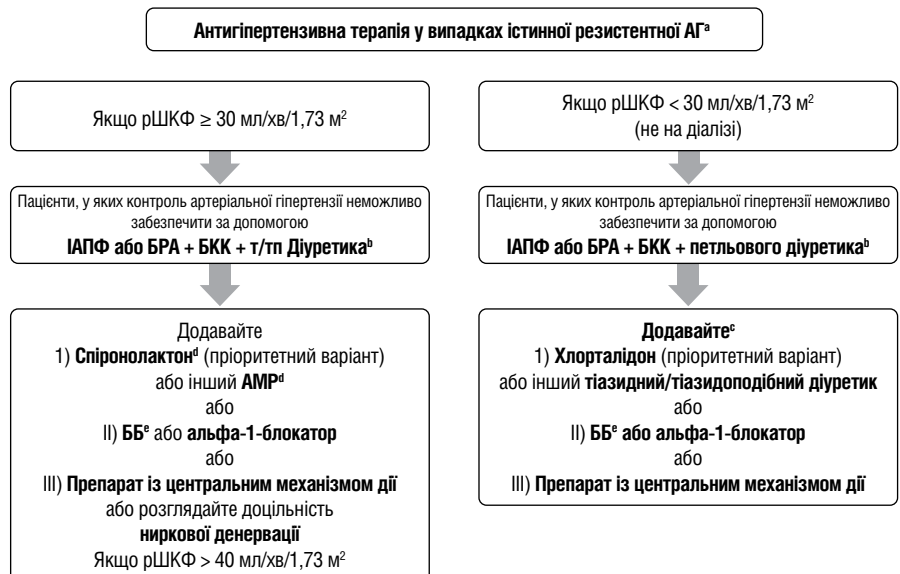 Антигіпертензивна терапія у випадках істинної резистентної АГᵃ
Якщо рШКФ ≥ 30 мл/хв/1,73 м²
Пацієнти, у яких контроль артеріальної гіпертензії неможливо
забезпечити за допомогою
ІАПФ або БРА + БКК + т/тп Діуретикаᵇ
Додавайте
1) Спіронолактонᵈ (пріоритетний варіант)
або інший АМРᵈ
або
II) ББᵉ або альфа-1-блокатор
або
III) Препарат із центральним механізмом дії
або розглядайте доцільність
ниркової денервації
Якщо рШКФ > 40 мл/хв/1,73 м²
Якщо рШКФ < 30 мл/хв/1,73 м²
(не на діалізі)
Пацієнти, у яких контроль артеріальної гіпертензії неможливо
забезпечити за допомогою
ІАПФ або БРА + БКК + петльового діуретикаᵇ
Додавайтеᶜ
1) Хлорталідон (пріоритетний варіант)
або інший тіазидний/тіазидоподібний діуретик
або
II) ББᵉ або альфа-1-блокатор
або
III) Препарат із центральним механізмом дії